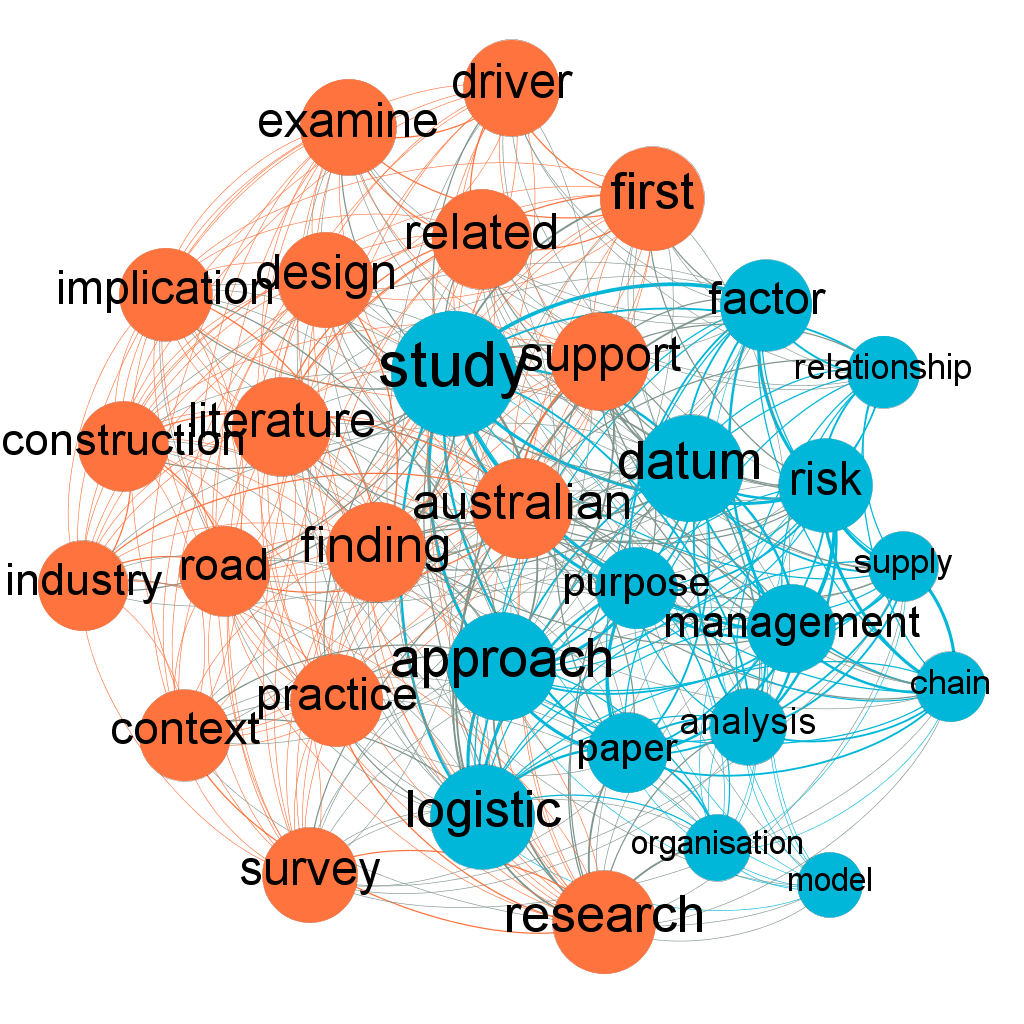 driver
examine
first
related
design
implication
factor
study
support
relationship
literature
construction
datum
risk
australian
finding
road
industry
supply
purpose
management
approach
chain
practice
context
analysis
paper
logistic
organisation
survey
model
research